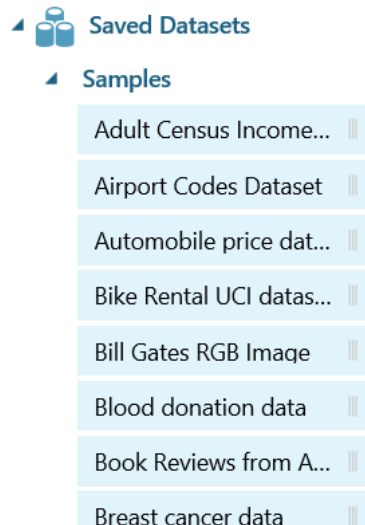 Saved Datasets
Samples
Adult Census Income...
Airport Codes Dataset
Automobile price dat...
Bike Rental UCI datas...
Bill Gates RGB Image
Blood donation data
Book Reviews from A...
Breast cancer data